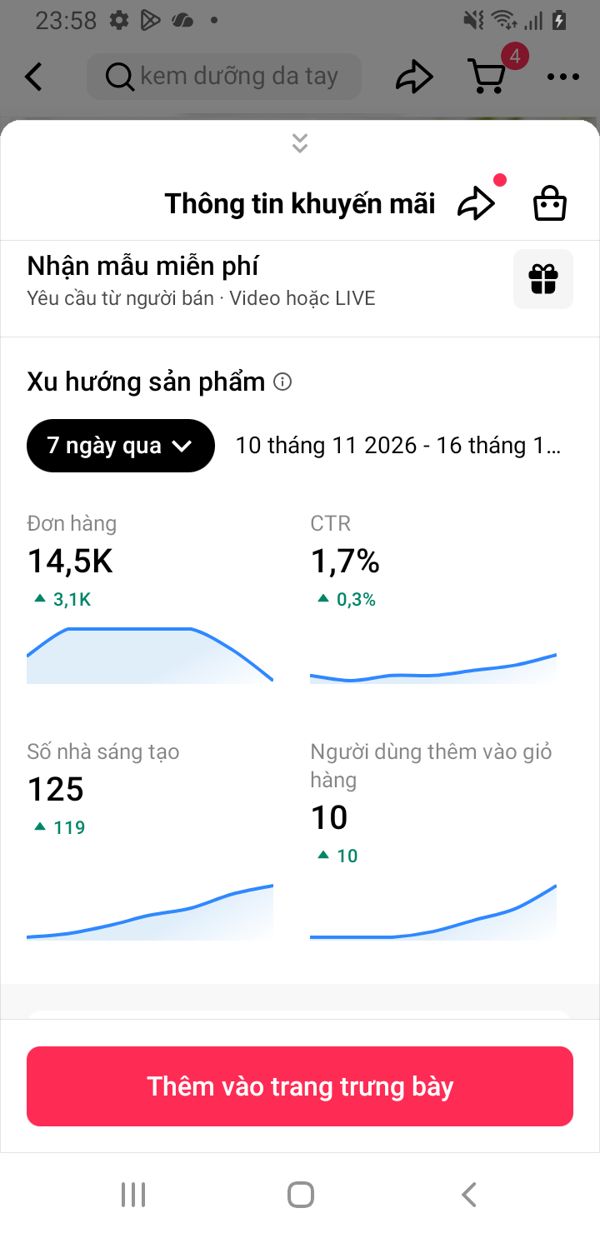 23:58
kem dưỡng da tay
4
Thông tin khuyến mãi
Nhận mẫu miễn phí
Yêu cầu từ người bán · Video hoặc LIVE
Xu hướng sản phẩm
7 ngày qua
10 tháng 11 2026 - 16 tháng 1...
Đơn hàng
14,5K
3,1K
CTR
1,7%
0,3%
Số nhà sáng tạo
125
119
Người dùng thêm vào giỏ
hàng
10
10
Thêm vào trang trưng bày